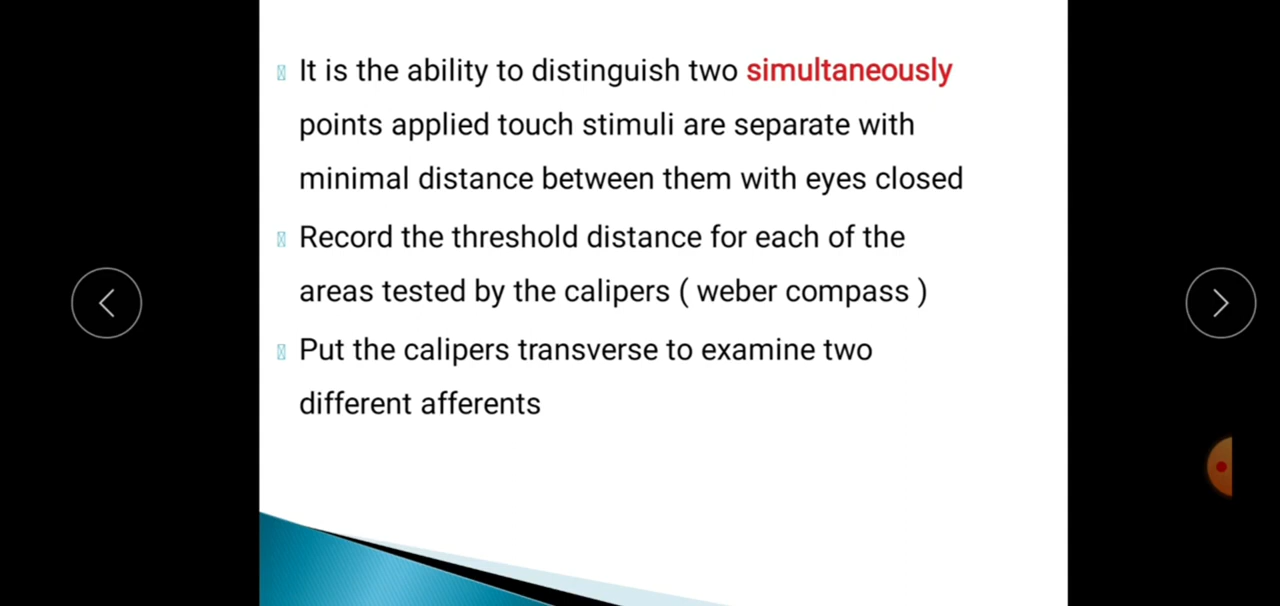 It is the ability to distinguish two simultaneously
points applied touch stimuli are separate with
minimal distance between them with eyes closed
Record the threshold distance for each of the
areas tested by the calipers ( weber compass )
Put the calipers transverse to examine two
different afferents